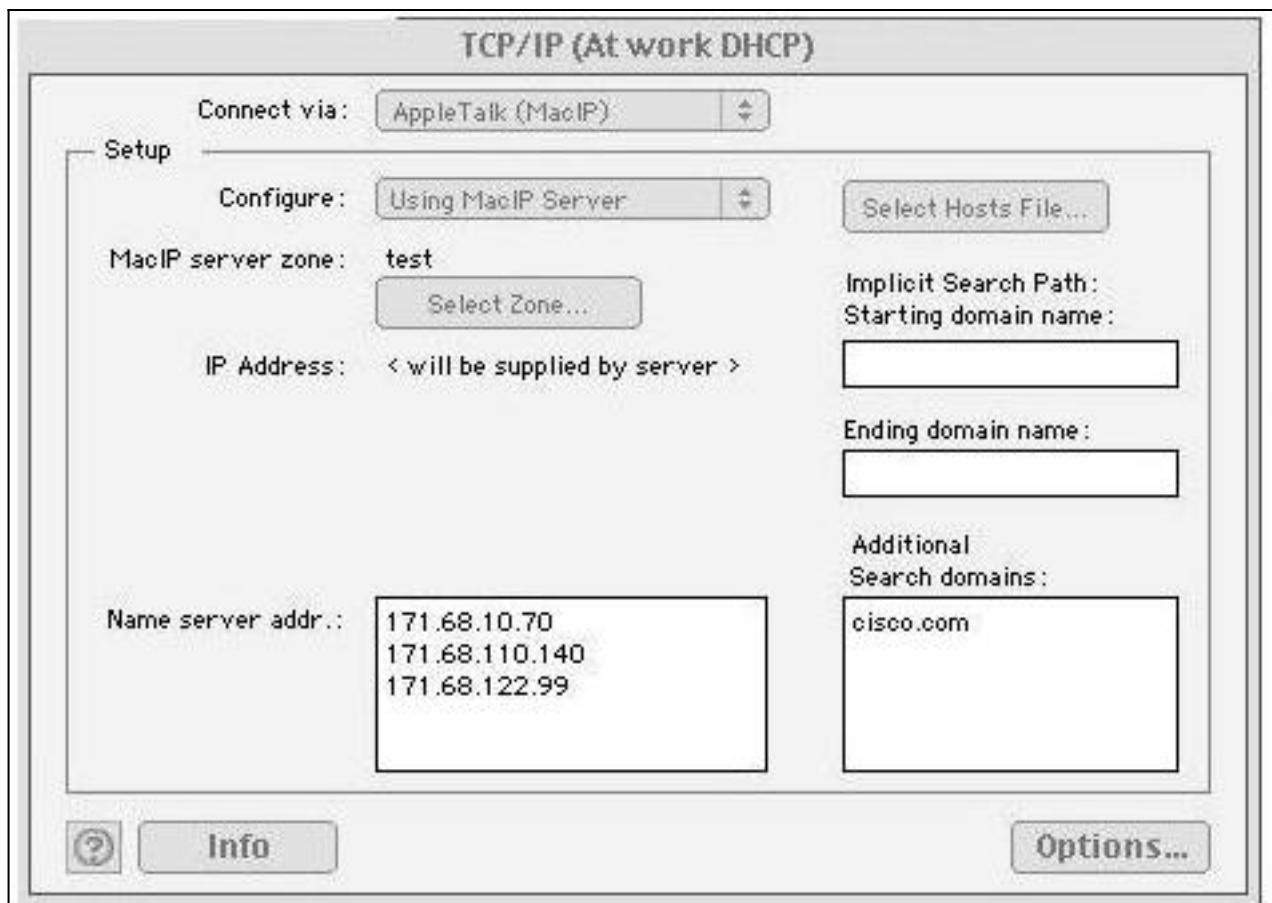 TCP/IP (At work DHCP)
Connect via: AppleTalk (MacIP)
Setup
Configure: Using MacIP Server
Select Hosts File...
MacIP server zone: test
Select Zone...
Implicit Search Path:
Starting domain name:
IP Address: < will be supplied by server >
Ending domain name:
Additional
Search domains:
Name server addr.: 171.68.10.70
171.68.110.140
171.68.122.99
cisco.com
?
Info
Options...